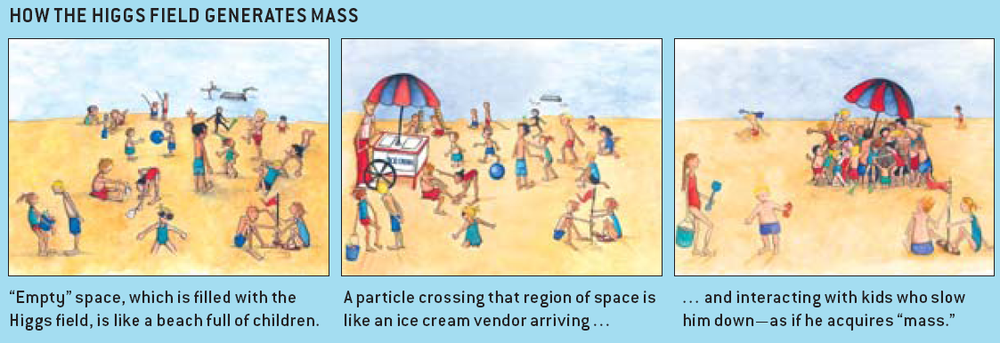 HOW THE HIGGS FIELD GENERATES MASS
ICE CREAM
“Empty” space, which is filled with the
Higgs field, is like a beach full of children.
A particle crossing that region of space is
like an ice cream vendor arriving ...
... and interacting with kids who slow
him down—as if he acquires “mass.”